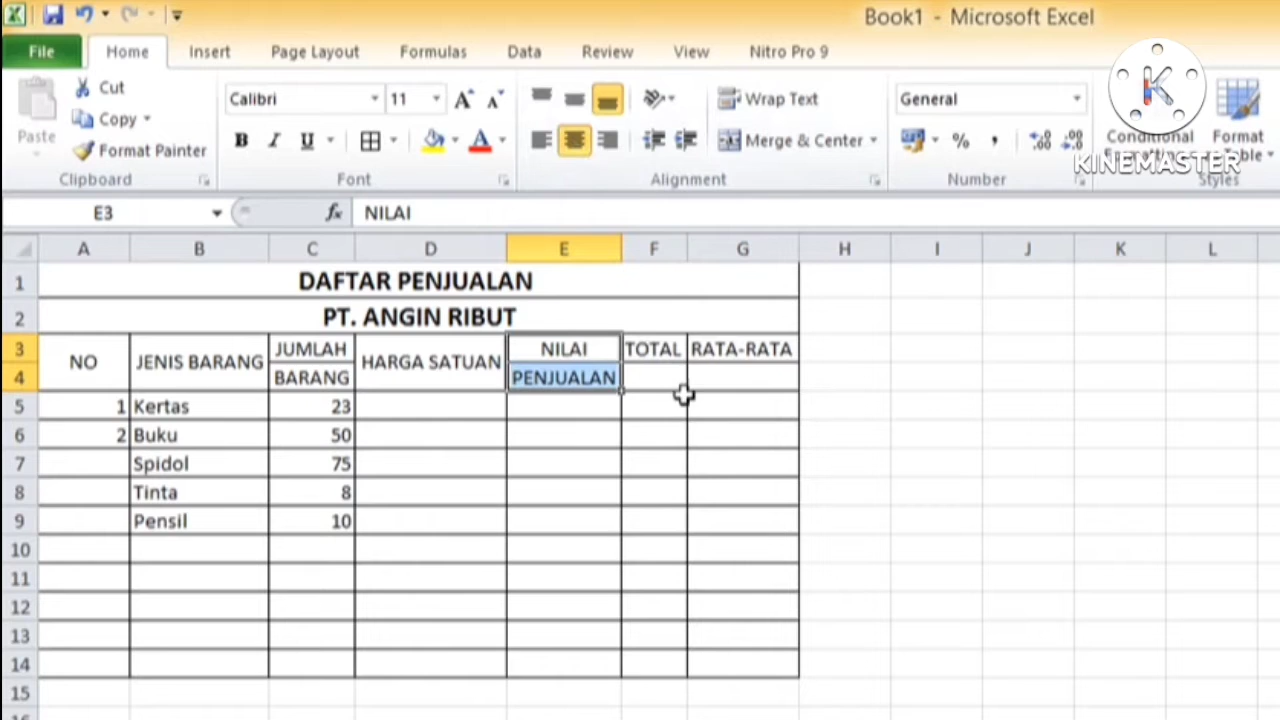 Book1 - Microsoft Excel
File Home Insert Page Layout Formulas Data Review View Nitro Pro 9
Paste
Cut
Copy
Format Painter
Clipboard
Calibri 11
B I U A
Font
Wrap Text
Merge & Center
Alignment
General
% ,
Number
Conditional
Format
Table
Styles
K
KINEMASTER
E3 fx NILAI
A B C D E F G H I J K L
1 DAFTAR PENJUALAN
2 PT. ANGIN RIBUT
3 NO JENIS BARANG JUMLAH HARGA SATUAN NILAI TOTAL RATA-RATA
4 BARANG PENJUALAN
5 1 Kertas 23
6 2 Buku 50
7 Spidol 75
8 Tinta 8
9 Pensil 10
10
11
12
13
14
15